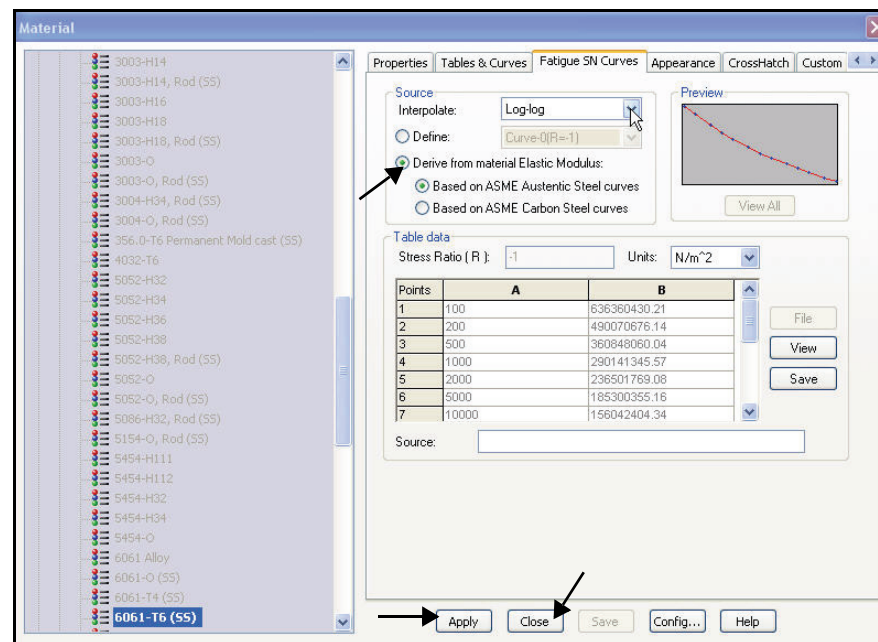 Material
3003-H14
3003-H14, Rod (SS)
3003-H16
3003-H18
3003-H18, Rod (SS)
3003-O
3003-O, Rod (SS)
3004-H34, Rod (SS)
3004-O, Rod (SS)
356.0-T6 Permanent Mold cast (SS)
4032-T6
5052-H32
5052-H34
5052-H36
5052-H38
5052-H38, Rod (SS)
5052-O
5052-O, Rod (SS)
5086-H32, Rod (SS)
5154-O, Rod (SS)
5454-H111
5454-H112
5454-H32
5454-H34
5454-O
6061 Alloy
6061-O (SS)
6061-T4 (SS)
6061-T6 (SS)
Properties Tables & Curves Fatigue SN Curves Appearance CrossHatch Custom
Source
Interpolate: Log-log
Define: Curve-0(R=-1)
Derive from material Elastic Modulus:
Based on ASME Austentic Steel curves
Based on ASME Carbon Steel curves
Preview
View All
Table data
Stress Ratio ( R ): -1 Units: N/m^2
Points A B
1 100 636360430.21
2 200 490070676.14
3 500 360848060.04
4 1000 290141345.57
5 2000 236501769.08
6 5000 185300355.16
7 10000 156042404.34
File
View
Save
Source:
Apply Close Save Config... Help